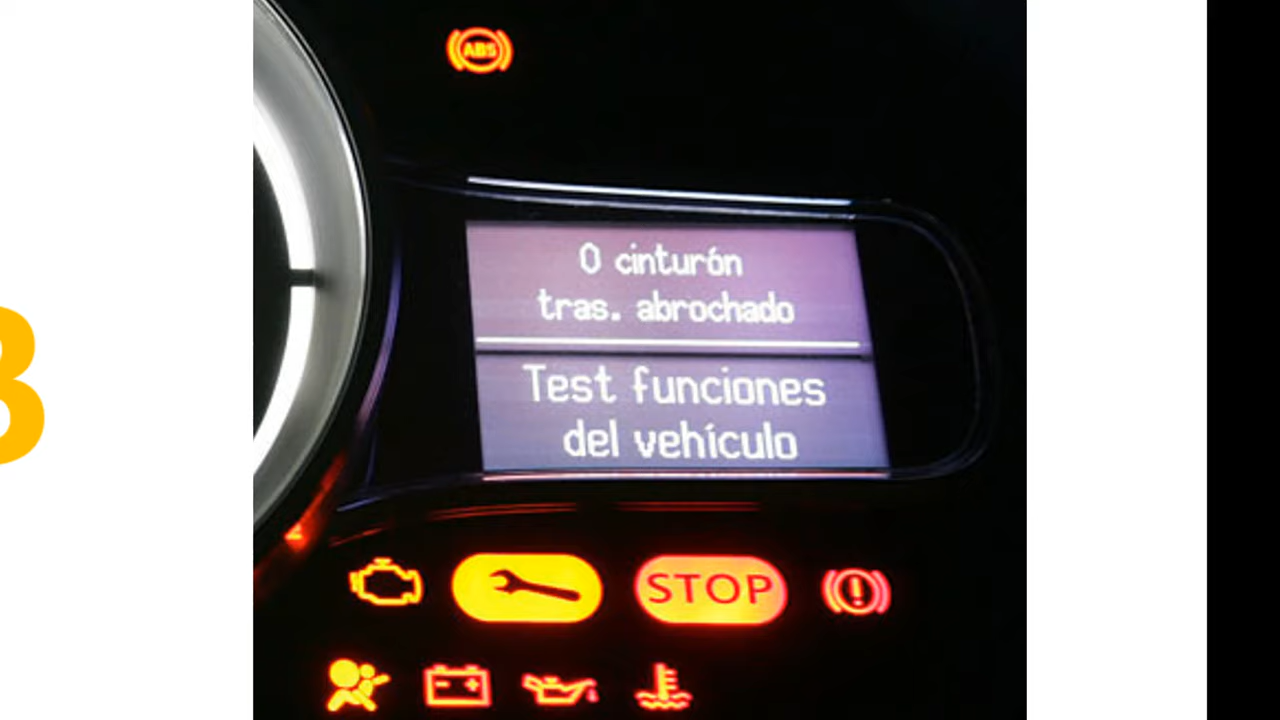 ABS
0 cinturón
tras. abrochado
Test funciones
del vehículo
STOP